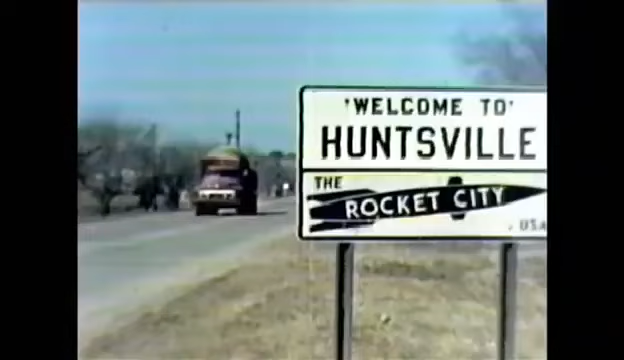 'WELCOME TO'
HUNTSVILLE
THE
ROCKET CITY
USA